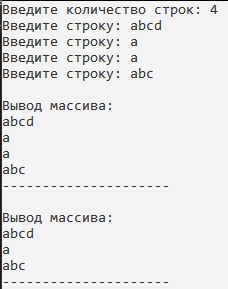 Введите количество строк: 4
Введите строку: abcd
Введите строку: a
Введите строку: a
Введите строку: abc
Вывод массива:
abcd
a
a
abc
---------------------
Вывод массива:
abcd
a
abc
---------------------